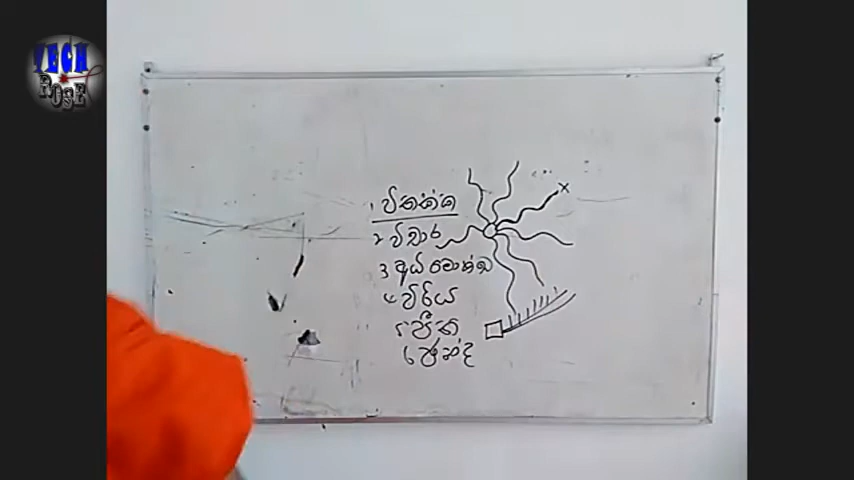 TECH
ROSE
1 විතක්ක
2 විචාර
3 අධිමොක්ඛ
4 විරිය
5 පීති
6 ඡන්ද
x